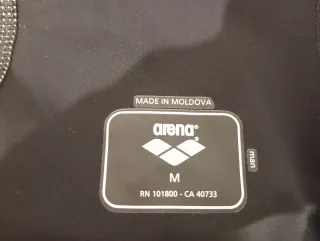 MADE IN MOLDOVA
arena®
M
RN 101800 - CA 40733
man